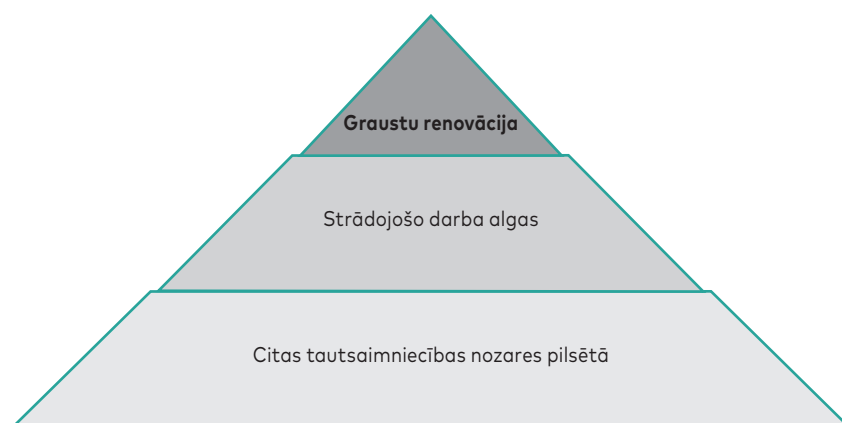 Graustu renovācija
Strādojošo darba algas
Citas tautsaimniecības nozares pilsētā